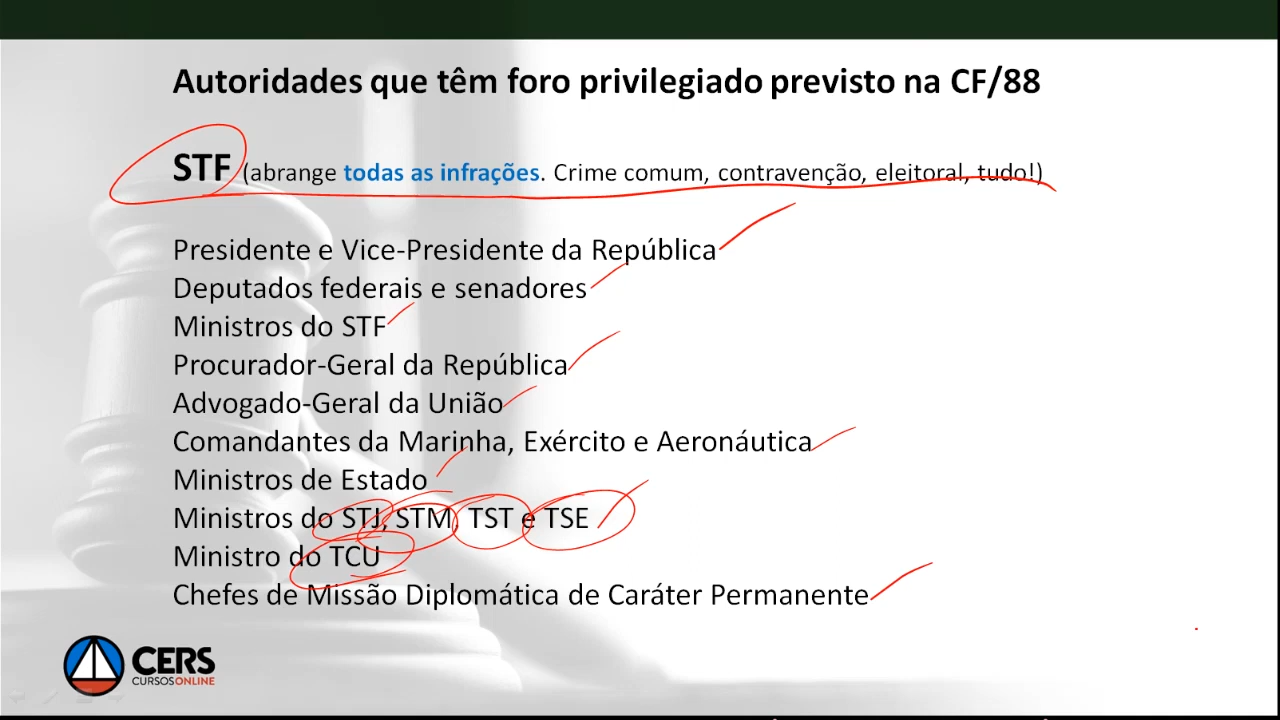 Autoridades que têm foro privilegiado previsto na CF/88
STF (abrange todas as infrações. Crime comum, contravenção, eleitoral, tudo!)
Presidente e Vice-Presidente da República
Deputados federais e senadores
Ministros do STF
Procurador-Geral da República
Advogado-Geral da União
Comandantes da Marinha, Exército e Aeronáutica
Ministros de Estado
Ministros do STJ, STM, TST e TSE
Ministro do TCU
Chefes de Missão Diplomática de Caráter Permanente
CERS
CURSOS ONLINE